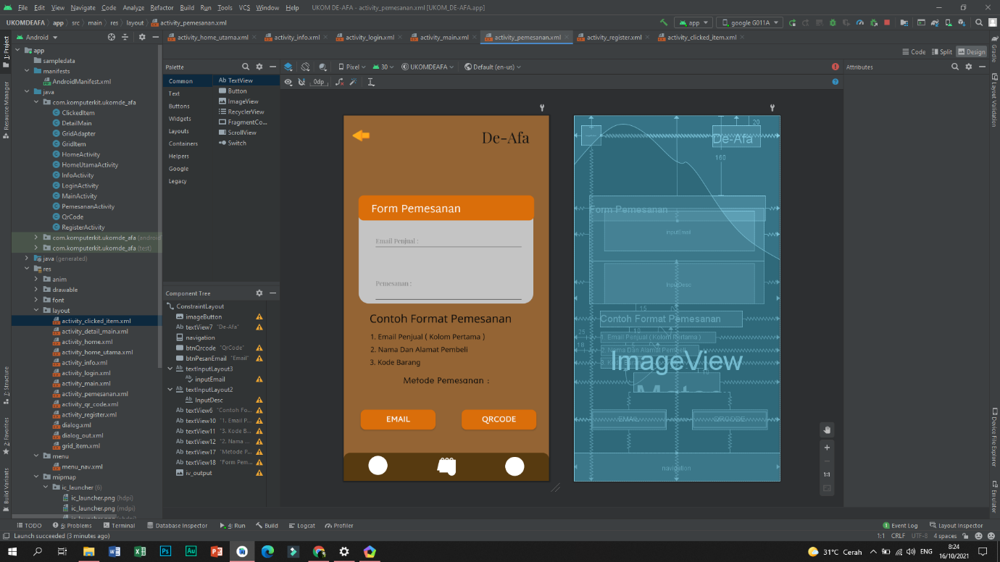 File Edit View Navigate Code Analyze Refactor Build Run Tools VCS Window Help UKOM DE-AFA - activity_pemesanan.xml [UKOM_DE-AFA.app]
UKOMDEAFA app src main res layout activity_pemesanan.xml app google G011A
Android
activity_home_utama.xml activity_info.xml activity_login.xml activity_main.xml activity_pemesanan.xml activity_register.xml activity_clicked_item.xml
Code Split Design
1: Project
Resource Manager
7: Structure
2: Favorites
Build Variants
app
sampledata
manifests
AndroidManifest.xml
java
com.komputerkit.ukomde_afa
ClickedItem
DetailMain
GridAdapter
GridItem
HomeActivity
HomeUtamaActivity
InfoActivity
LoginActivity
MainActivity
PemesananActivity
QrCode
RegisterActivity
com.komputerkit.ukomde_afa (android
com.komputerkit.ukomde_afa (test)
java (generated)
res
anim
drawable
font
layout
activity_clicked_item.xml
activity_detail_main.xml
activity_home.xml
activity_home_utama.xml
activity_info.xml
activity_login.xml
activity_main.xml
activity_pemesanan.xml
activity_qr_code.xml
activity_register.xml
dialog.xml
dialog_out.xml
grid_item.xml
menu
menu_nav.xml
mipmap
ic_launcher (6)
ic_launcher.png (hdpi)
ic_launcher.png (mdpi)
Palette
Common
Text
Buttons
Widgets
Layouts
Containers
Helpers
Google
Legacy
Ab TextView
Button
ImageView
RecyclerView
FragmentCo...
ScrollView
Switch
Component Tree
ConstraintLayout
imageButton
Ab textView7 "De-Afa"
navigation
btnQrcode "QrCode"
btnPesanEmail "Email"
textInputLayout3
inputEmail
textInputLayout2
Ab InputDesc
Ab textView6 "Contoh Fo...
Ab textView10 "1. Email P...
Ab textView11 "3. Kode B...
Ab textView12 "2. Nama ...
Ab textView17 "Metode P...
Ab textView18 "Form Pem...
iv_output
Pixel 30 UKOMDEAFA Default (en-us)
0dp
De-Afa
Form Pemesanan
Email Penjual :
Pemesanan :
Contoh Format Pemesanan
1. Email Penjual ( Kolom Pertama )
2. Nama Dan Alamat Pembeli
3. Kode Barang
Metode Pemesanan :
EMAIL QRCODE
20
De-Afa
160
Form Pemesanan
inputEmail
InputDesc
15
Contoh Format Pemesanan
25 1. Email Penjual ( Kolom Pertama )
18 2. Nama Dan Alamat Pembeli
ImageView
EMAIL QRCODE
navigation
1:1
Attributes
Gradle
Layout Validation
Device File Explorer
Emulator
TODO 6: Problems Terminal Database Inspector 4: Run Build Logcat Profiler 1 Event Log Layout Inspector
Launch succeeded (3 minutes ago) 1:1 CRLF UTF-8 4 spaces
31°C Cerah ENG 8:24
16/10/2021